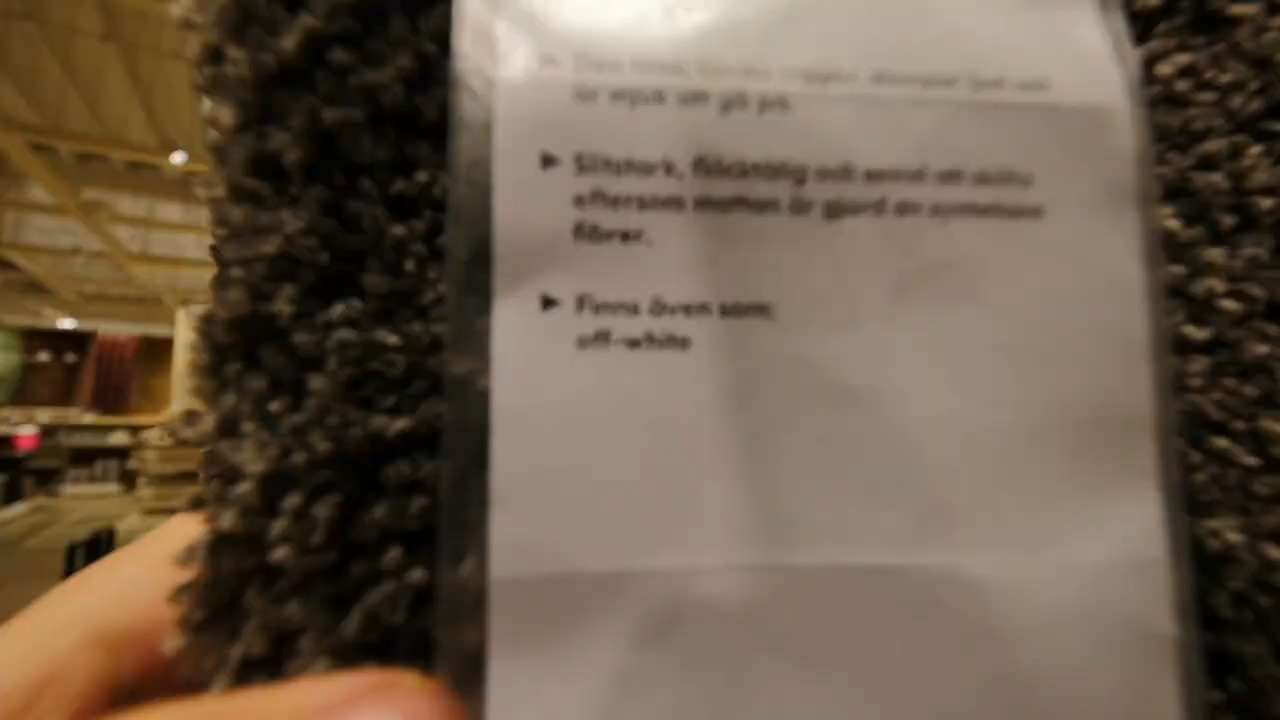 är mjuk att gå på.
► Slitstark, fläcktålig och enkel att sköta
eftersom mattan är gjord av syntetiska
fibrer.
► Finns även som:
off-white